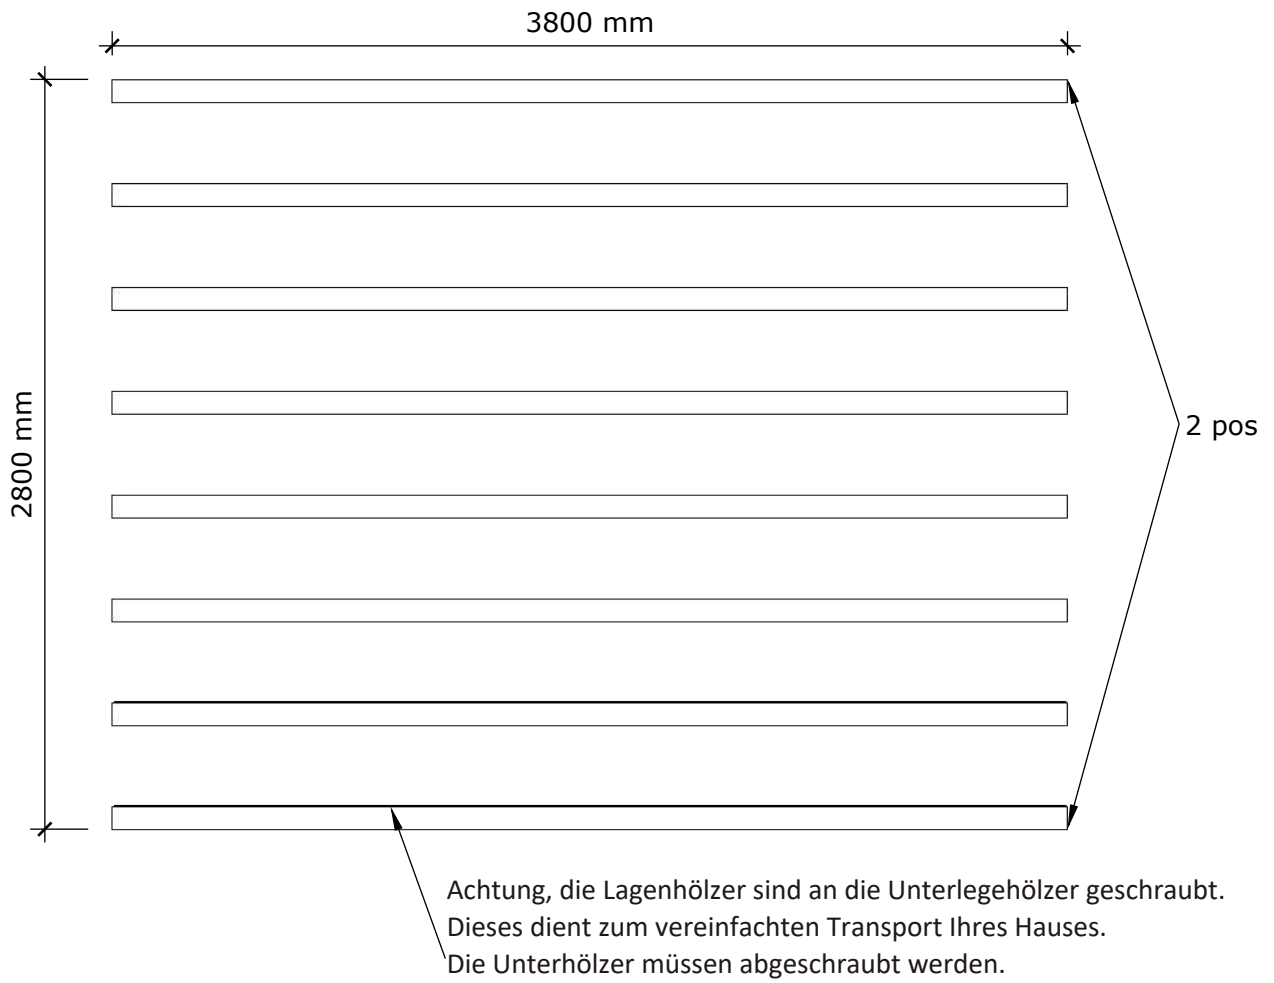 3800 mm
2800 mm
2 pos
Achtung, die Lagenhölzer sind an die Unterlegehölzer geschraubt.
Dieses dient zum vereinfachten Transport Ihres Hauses.
Die Unterhölzer müssen abgeschraubt werden.